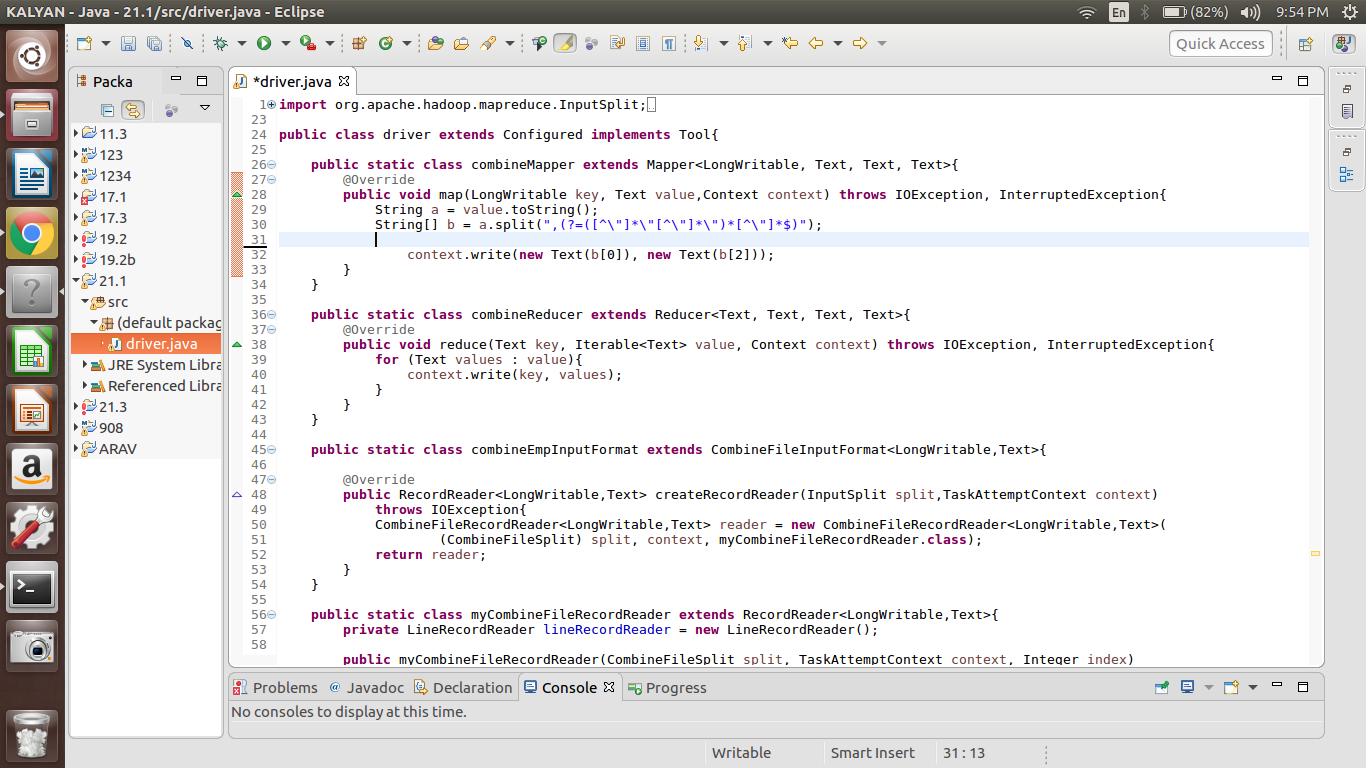 KALYAN - Java - 21.1/src/driver.java - Eclipse
En
(82%)
9:54 PM
Quick Access
Packa
*driver.java
11.3
123
1234
17.1
17.3
19.2
19.2b
21.1
src
(default packag
driver.java
JRE System Libra
Referenced Libra
21.3
908
ARAV
1 import org.apache.hadoop.mapreduce.InputSplit;
23
24 public class driver extends Configured implements Tool{
25
26 public static class combineMapper extends Mapper<LongWritable, Text, Text, Text>{
27 @Override
28 public void map(LongWritable key, Text value,Context context) throws IOException, InterruptedException{
29 String a = value.toString();
30 String[] b = a.split(",(?=([^\"]*\"[^\"]*\")*[^\"]*$)");
31
32 context.write(new Text(b[0]), new Text(b[2]));
33 }
34 }
35
36 public static class combineReducer extends Reducer<Text, Text, Text, Text>{
37 @Override
38 public void reduce(Text key, Iterable<Text> value, Context context) throws IOException, InterruptedException{
39 for (Text values : value){
40 context.write(key, values);
41 }
42 }
43 }
44
45 public static class combineEmpInputFormat extends CombineFileInputFormat<LongWritable,Text>{
46
47 @Override
48 public RecordReader<LongWritable,Text> createRecordReader(InputSplit split,TaskAttemptContext context)
49 throws IOException{
50 CombineFileRecordReader<LongWritable,Text> reader = new CombineFileRecordReader<LongWritable,Text>(
51 (CombineFileSplit) split, context, myCombineFileRecordReader.class);
52 return reader;
53 }
54 }
55
56 public static class myCombineFileRecordReader extends RecordReader<LongWritable,Text>{
57 private LineRecordReader lineRecordReader = new LineRecordReader();
58
public myCombineFileRecordReader(CombineFileSplit split, TaskAttemptContext context, Integer index)
Problems
@ Javadoc
Declaration
Console
Progress
No consoles to display at this time.
Writable
Smart Insert
31 : 13